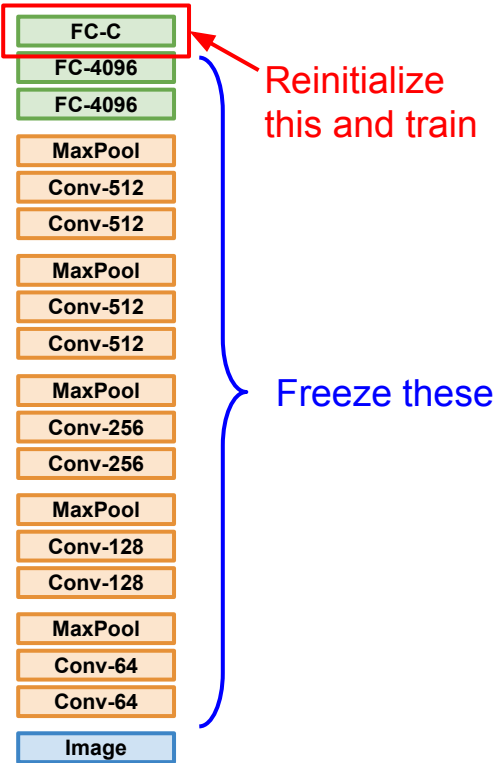 FC-C
FC-4096
FC-4096
MaxPool
Conv-512
Conv-512
MaxPool
Conv-512
Conv-512
MaxPool
Conv-256
Conv-256
MaxPool
Conv-128
Conv-128
MaxPool
Conv-64
Conv-64
Image
Reinitialize
this and train
Freeze these